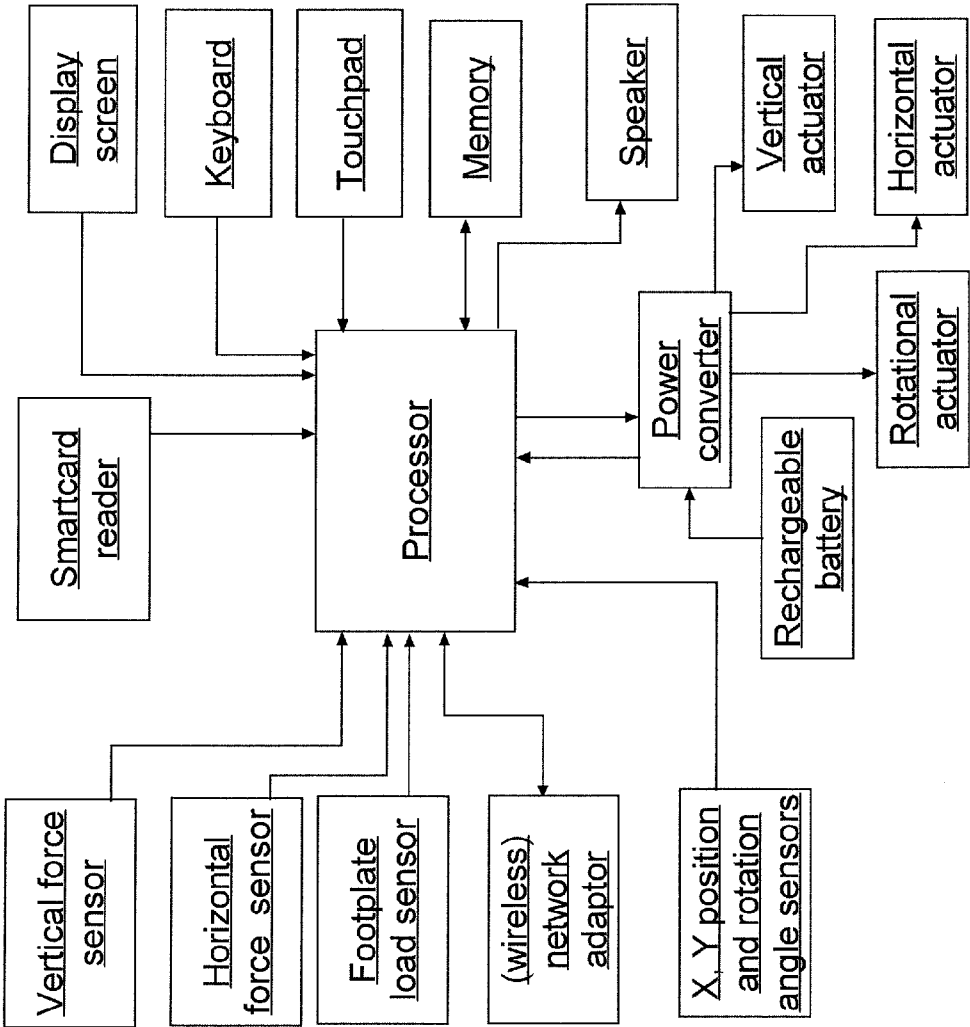 Vertical force
sensor
Horizontal
force sensor
Footplate
load sensor
(wireless)
network
adaptor
X, Y position
and rotation
angle sensors
Smartcard
reader
Processor
Rechargeable
battery
Power
converter
Rotational
actuator
Display
screen
Keyboard
Touchpad
Memory
Speaker
Vertical
actuator
Horizontal
actuator